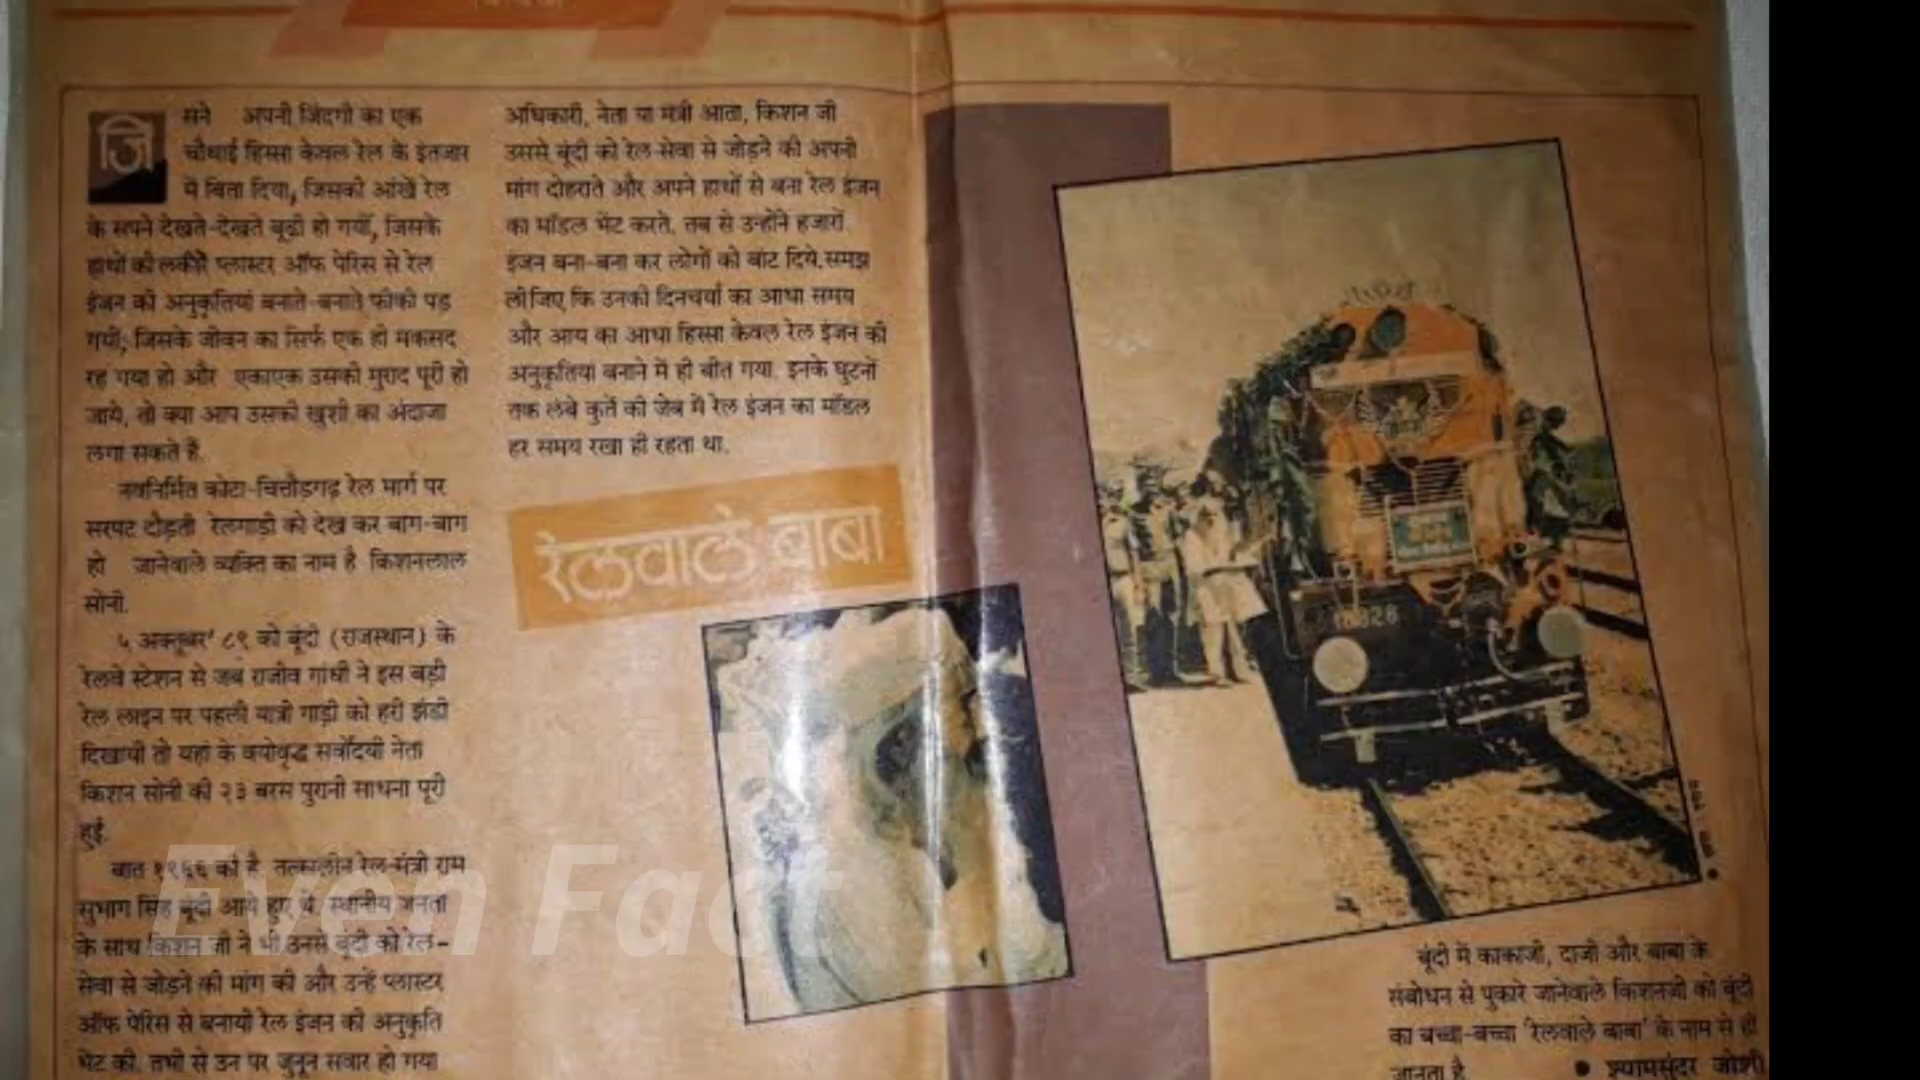 जिसने अपनी जिंदगी का एक
चौथाई हिस्सा केवल रेल के इंतजार
में बिता दिया, जिसकी आंखें रेल
के सपने देखते-देखते बूढ़ी हो गयीं, जिसके
हाथों की लकीरें प्लास्टर ऑफ पेरिस से रेल
इंजन की अनुकृतियां बनाते-बनाते फीकी पड़
गयीं; जिसके जीवन का सिर्फ एक ही मकसद
रह गया हो और एकाएक उसकी मुराद पूरी हो
जाये, तो क्या आप उसकी खुशी का अंदाजा
लगा सकते हैं.
नवनिर्मित कोटा-चित्तौड़गढ़ रेल मार्ग पर
सरपट दौड़ती रेलगाड़ी को देख कर बाग-बाग
हो जानेवाले व्यक्ति का नाम है किशनलाल
सोनी.
५ अक्तूबर' ८९ को बूंदी (राजस्थान) के
रेलवे स्टेशन से जब राजीव गांधी ने इस बड़ी
रेल लाइन पर पहली यात्री गाड़ी को हरी झंडी
दिखायी तो यहां के वयोवृद्ध सर्वोदयी नेता
किशन सोनी की २३ बरस पुरानी साधना पूरी
हुई.
बात १९६६ की है. तत्कालीन रेल-मंत्री राम
सुभाग सिंह बूंदी आये हुए थे. स्थानीय जनता
के साथ किशन जी ने भी उनसे बूंदी को रेल-
सेवा से जोड़ने की मांग की और उन्हें प्लास्टर
ऑफ पेरिस से बनायी रेल इंजन की अनुकृति
भेंट की. तभी से उन पर जुनून सवार हो गया
अधिकारी, नेता या मंत्री आता, किशन जी
उससे बूंदी को रेल-सेवा से जोड़ने की अपनी
मांग दोहराते और अपने हाथों से बना रेल इंजन
का मॉडल भेंट करते. तब से उन्होंने हजारों
इंजन बना-बना कर लोगों को बांट दिये.समझ
लीजिए कि उनकी दिनचर्या का आधा समय
और आय का आधा हिस्सा केवल रेल इंजन की
अनुकृतियां बनाने में ही बीत गया. इनके घुटनों
तक लंबे कुर्ते की जेब में रेल इंजन का मॉडल
हर समय रखा ही रहता था.
रेलवाले बाबा
18328
बूंदी में काकाजी, दाजी और बाबा के
संबोधन से पुकारे जानेवाले किशनजी को बूंदी
का बच्चा-बच्चा 'रेलवाले बाबा' के नाम से ही
जानता है.
● श्यामसुंदर जोशी
Even Fact